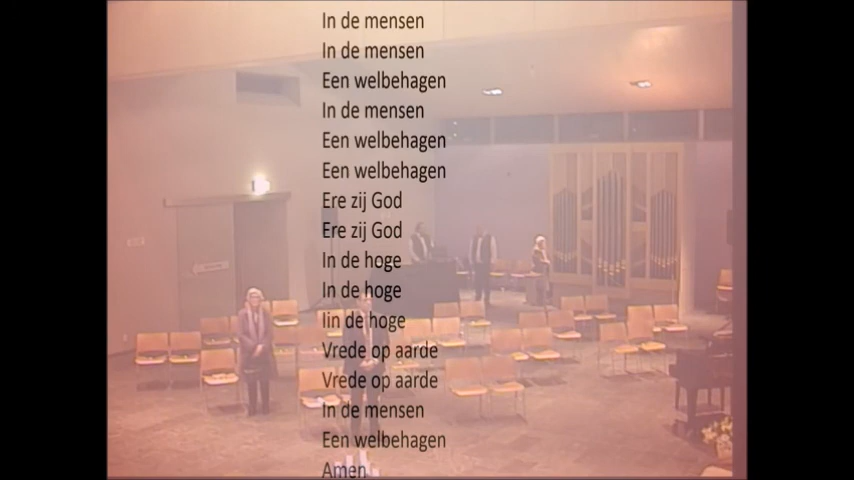 In de mensen
In de mensen
Een welbehagen
In de mensen
Een welbehagen
Een welbehagen
Ere zij God
Ere zij God
In de hoge
In de hoge
Iin de hoge
Vrede op aarde
Vrede op aarde
In de mensen
Een welbehagen
Amen